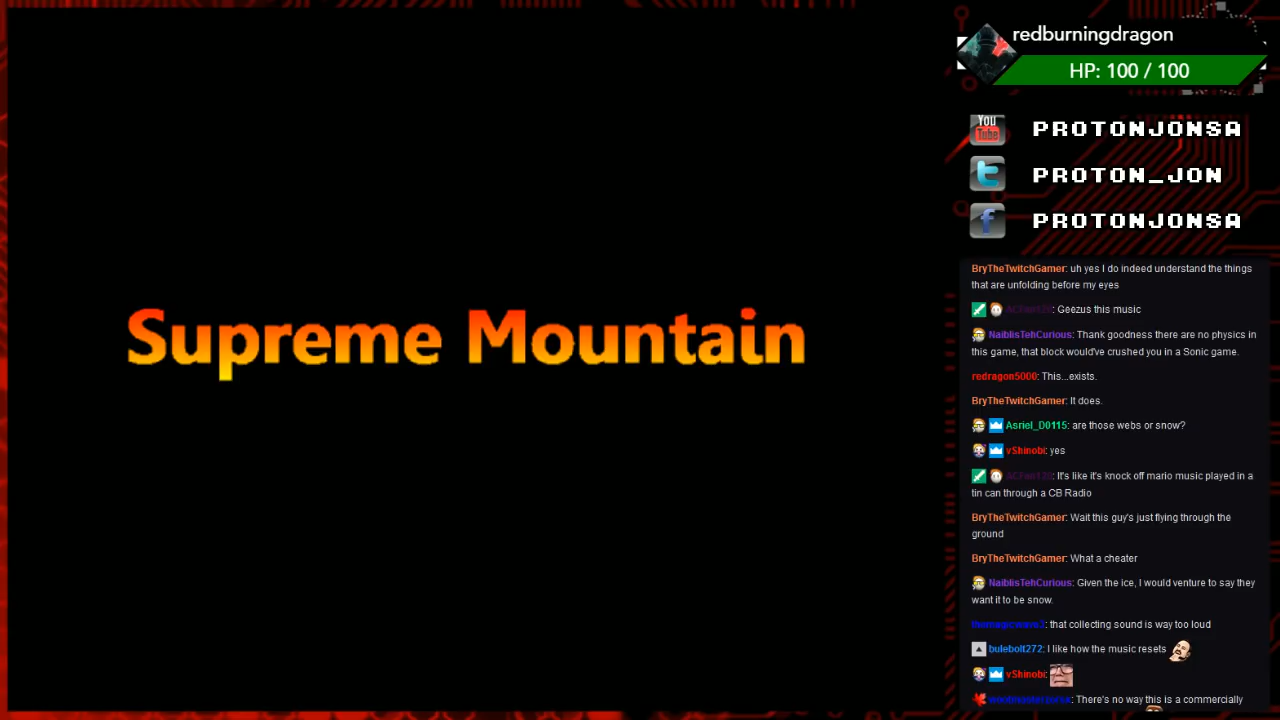 Supreme Mountain
redburningdragon
HP: 100 / 100
You
Tube
PROTONJONSA
PROTON_JON
PROTONJONSA
BryTheTwitchGamer: uh yes I do indeed understand the things
that are unfolding before my eyes
: Geezus this music
NaiblisTehCurious: Thank goodness there are no physics in
this game, that block would've crushed you in a Sonic game.
redragon5000: This...exists.
BryTheTwitchGamer: It does.
Asriel_D0115: are those webs or snow?
vShinobi: yes
: It's like it's knock off mario music played in a
tin can through a CB Radio
BryTheTwitchGamer: Wait this guy's just flying through the
ground
BryTheTwitchGamer: What a cheater
NaiblisTehCurious: Given the ice, I would venture to say they
want it to be snow.
: that collecting sound is way too loud
bulebolt272: I like how the music resets
vShinobi:
: There's no way this is a commercially